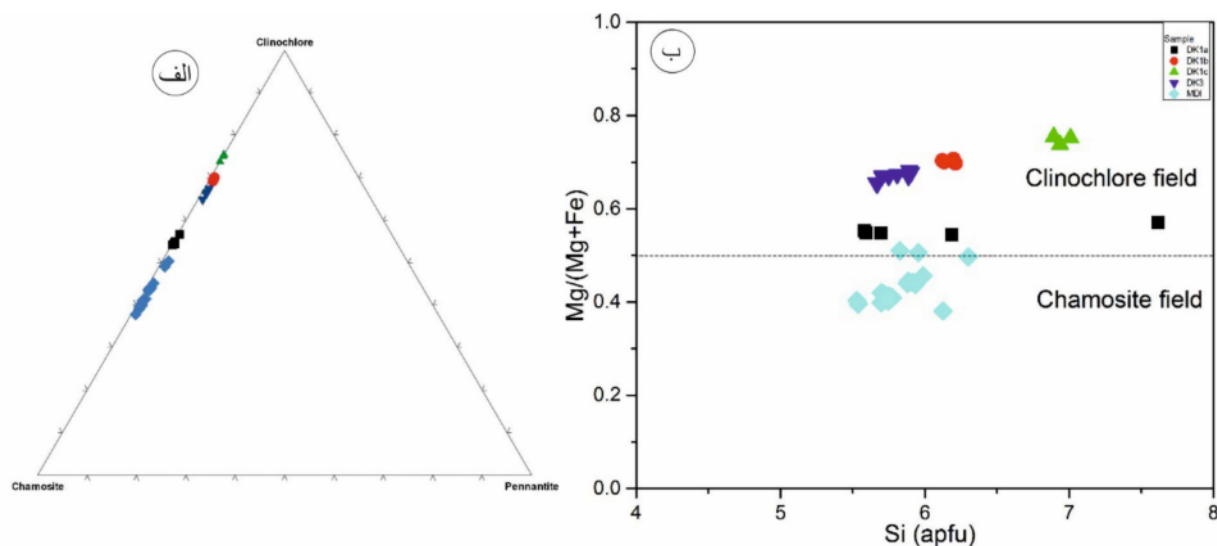 Clinochlore
الف
Chamosite
Pennantite
ب
Sample
DK1a
DK1b
DK1c
DK3
MDI
Clinochlore field
Chamosite field
Mg/(Mg+Fe)
1.0
0.8
0.6
0.4
0.2
0.0
4
5
6
7
8
Si (apfu)